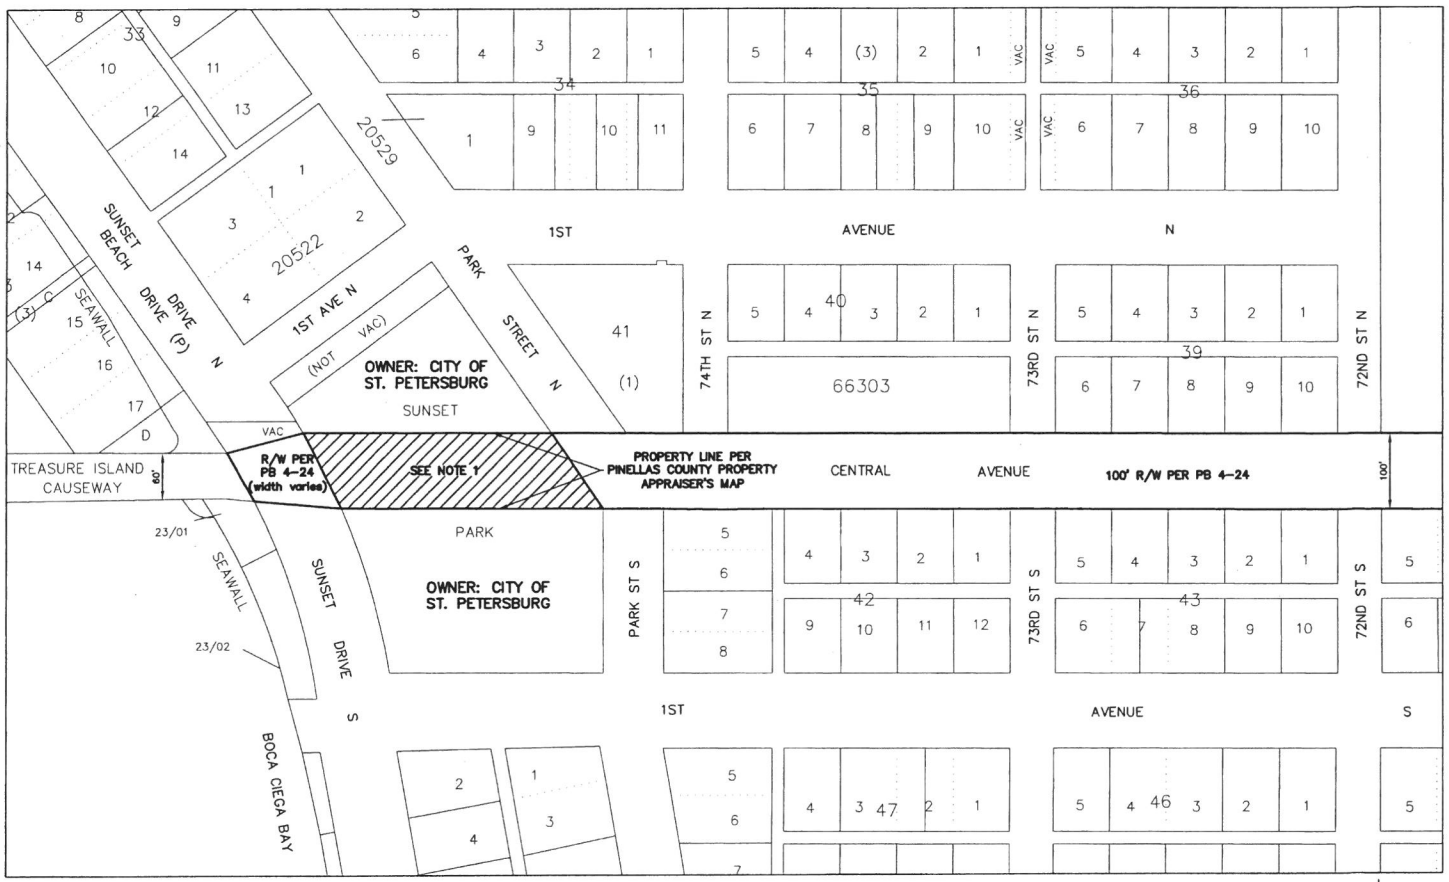 8
33
9
10
11
12
13
14
5
6
4
3
2
1
34
1
9
10
11
20529
5
4
(3)
2
1
VAC
VAC
5
4
3
2
1
35
36
6
7
8
9
10
VAC
VAC
6
7
8
9
10
1
1
3
2
20522
4
SUNSET
BEACH
DRIVE
DRIVE (P)
N
1ST AVE N
(NOT VAC)
PARK
STREET
N
1ST
AVENUE
N
2
14
3
C
(3)
SEAWALL
15
16
17
D
41
(1)
74TH ST N
5
4
40
3
2
1
66303
73RD ST N
5
4
3
2
1
39
6
7
8
9
10
72ND ST N
OWNER: CITY OF
ST. PETERSBURG
SUNSET
VAC
TREASURE ISLAND
CAUSEWAY
60'
R/W PER
PB 4-24
(width varies)
SEE NOTE 1
PROPERTY LINE PER
PINELLAS COUNTY PROPERTY
APPRAISER'S MAP
CENTRAL
AVENUE
100' R/W PER PB 4-24
100'
23/01
SEAWALL
23/02
SUNSET
DRIVE
S
PARK
OWNER: CITY OF
ST. PETERSBURG
PARK ST S
5
6
7
8
4
3
2
1
42
9
10
11
12
73RD ST S
5
4
3
2
1
43
6
7
8
9
10
72ND ST S
5
6
1ST
AVENUE
S
BOCA CIEGA BAY
2
4
1
3
5
6
7
4
3
47
2
1
5
4
46
3
2
1
5